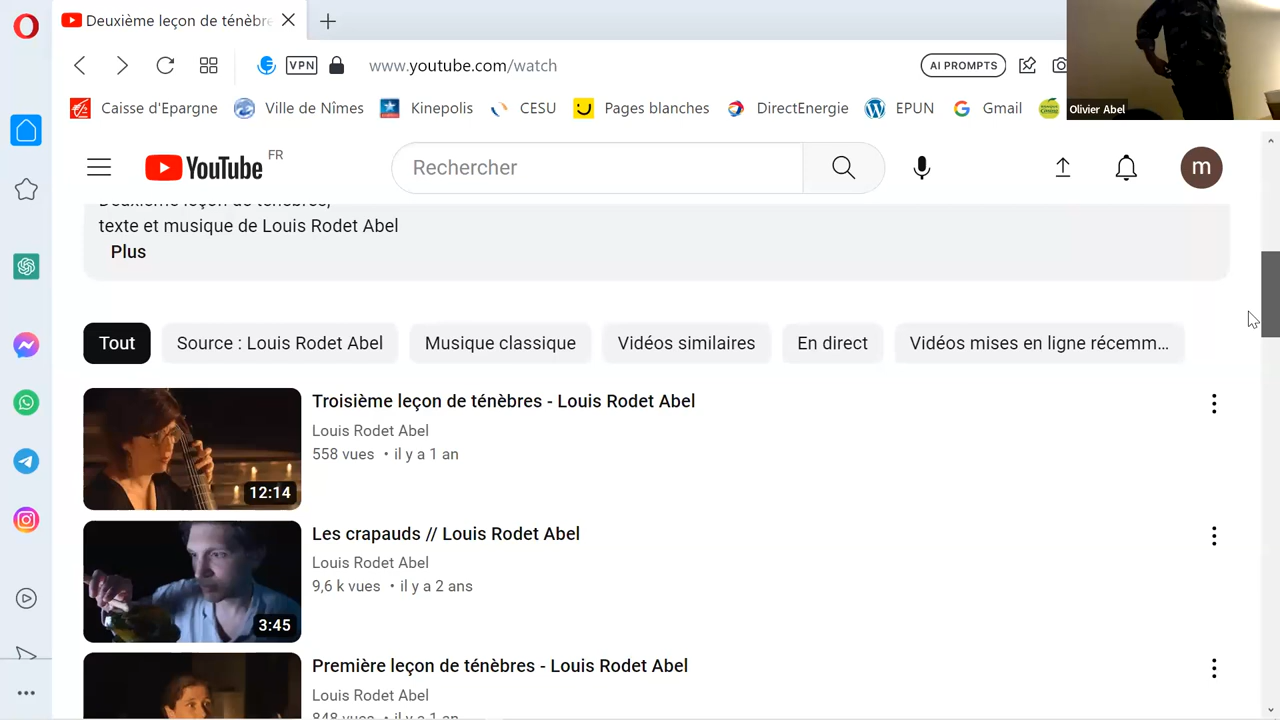 Deuxième leçon de ténèbre
www.youtube.com/watch
VPN
AI PROMPTS
Olivier Abel
Caisse d'Epargne
Ville de Nîmes
Kinepolis
CESU
Pages blanches
DirectEnergie
EPUN
Gmail
YouTube FR
Rechercher
m
Deuxième leçon de ténèbres,
texte et musique de Louis Rodet Abel
Plus
Tout
Source : Louis Rodet Abel
Musique classique
Vidéos similaires
En direct
Vidéos mises en ligne récemm...
Troisième leçon de ténèbres - Louis Rodet Abel
Louis Rodet Abel
558 vues • il y a 1 an
12:14
Les crapauds // Louis Rodet Abel
Louis Rodet Abel
9,6 k vues • il y a 2 ans
3:45
Première leçon de ténèbres - Louis Rodet Abel
Louis Rodet Abel
848 vues • il y a 1 an